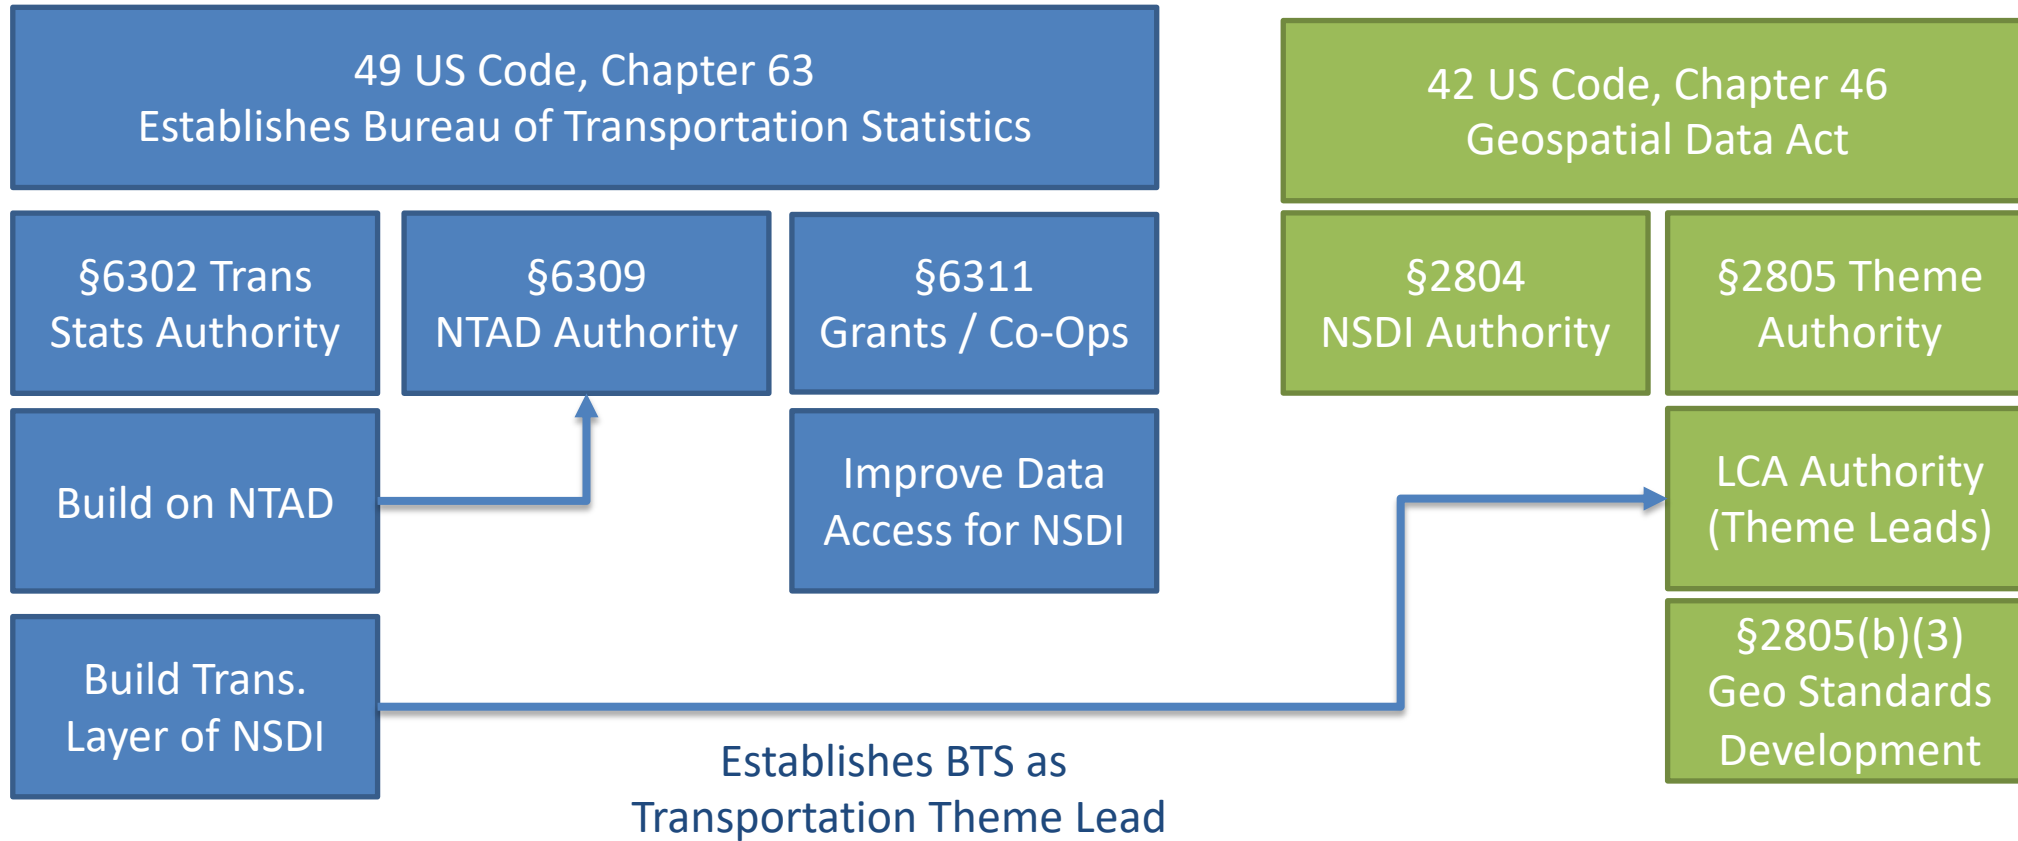 49 US Code, Chapter 63
Establishes Bureau of Transportation Statistics
42 US Code, Chapter 46
Geospatial Data Act
§6302 Trans
Stats Authority
§6309
NTAD Authority
§6311
Grants / Co-Ops
§2804
NSDI Authority
§2805 Theme
Authority
Build on NTAD
Improve Data
Access for NSDI
LCA Authority
(Theme Leads)
Build Trans.
Layer of NSDI
§2805(b)(3)
Geo Standards
Development
Establishes BTS as
Transportation Theme Lead